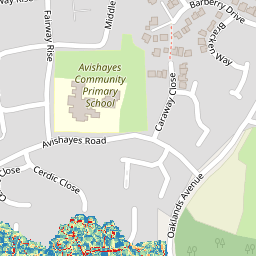 Barberry Drive
Middle
Fairway Rise
y Rise
Bracken Way
Avishayes
Community
Primary
School
Caraway Close
Avishayes Road
Close
Cerdic Close
Oaklands Avenue